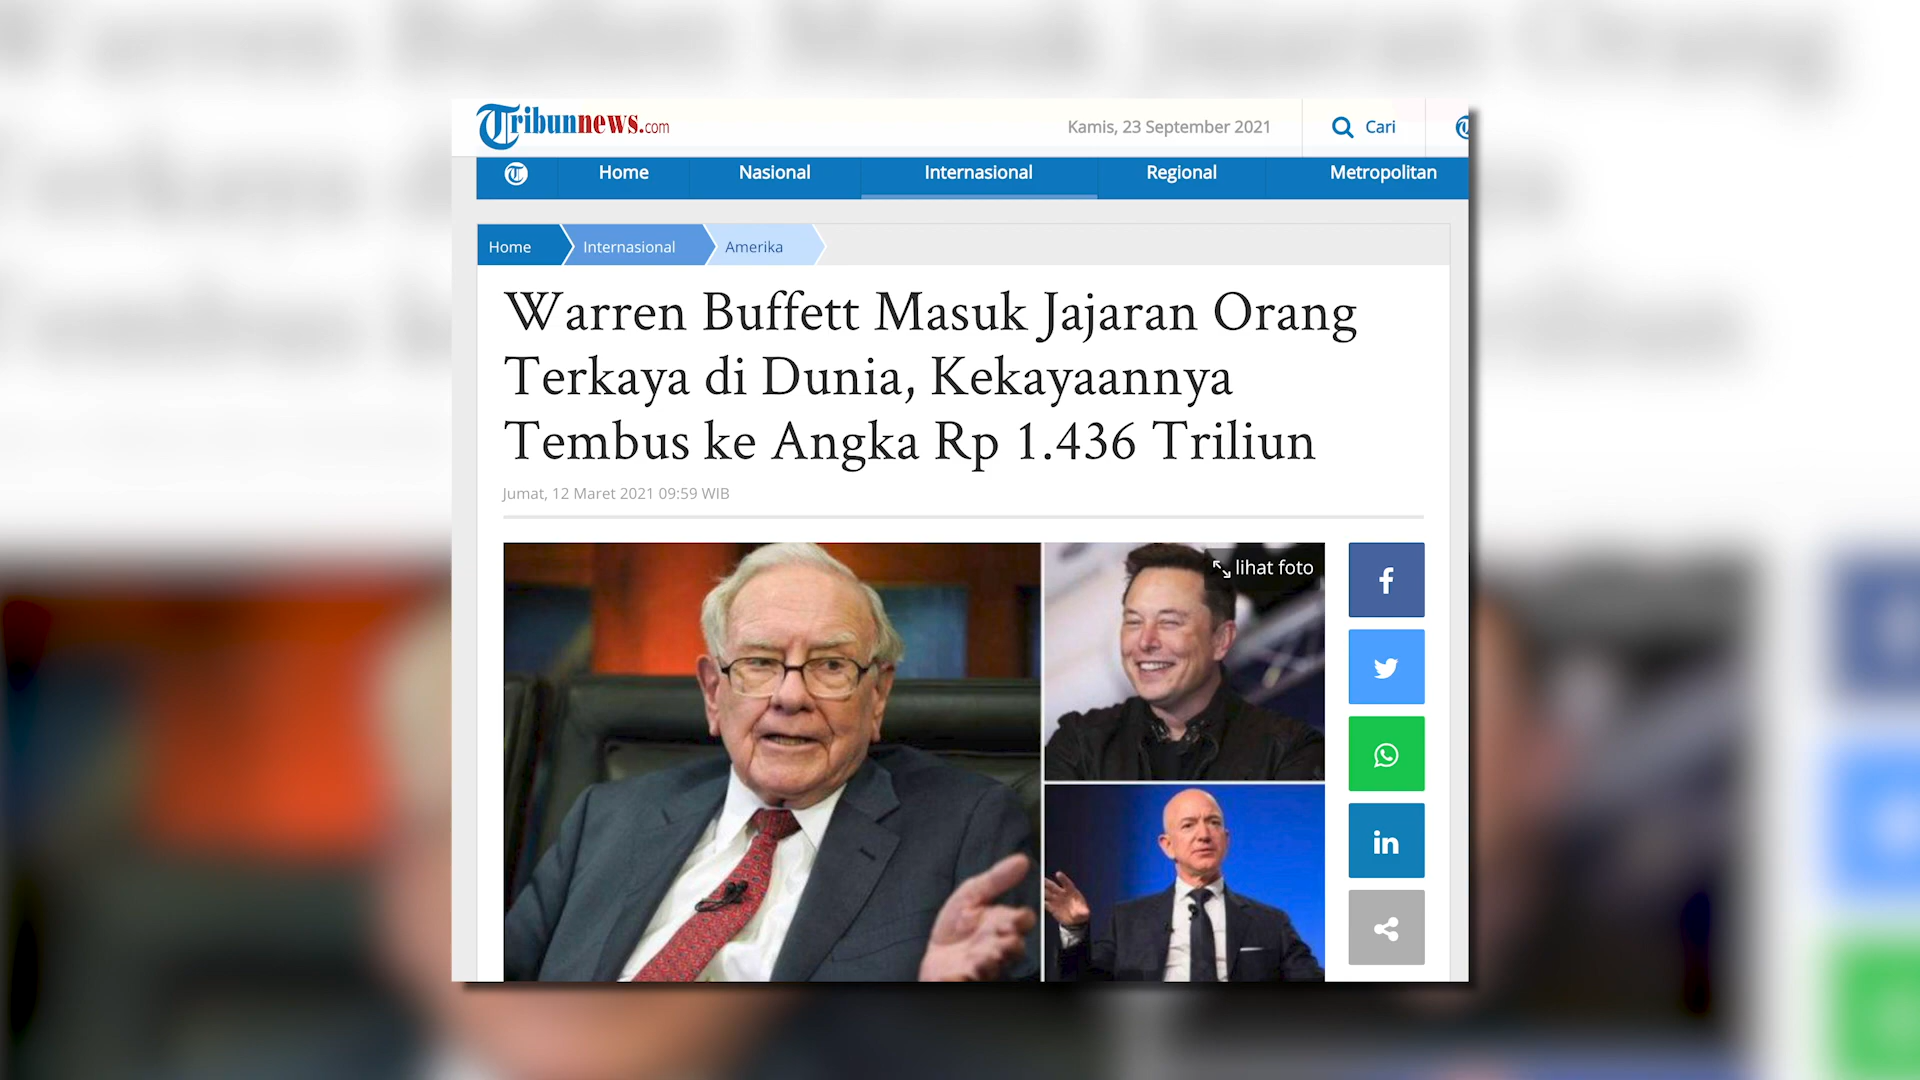 Tribunnews.com
Kamis, 23 September 2021
Cari
Home Nasional Internasional Regional Metropolitan
Home Internasional Amerika
Warren Buffett Masuk Jajaran Orang
Terkaya di Dunia, Kekayaannya
Tembus ke Angka Rp 1.436 Triliun
Jumat, 12 Maret 2021 09:59 WIB
lihat foto